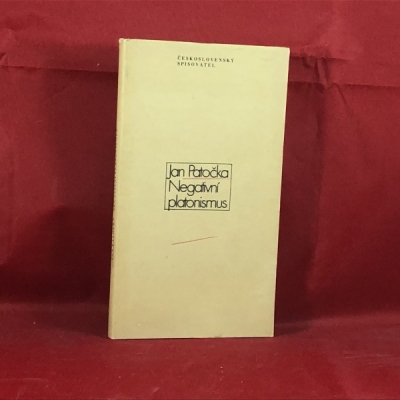 ČESKOSLOVENSKÝ
SPISOVATEL
Jan Patočka
Negativní
platonismus